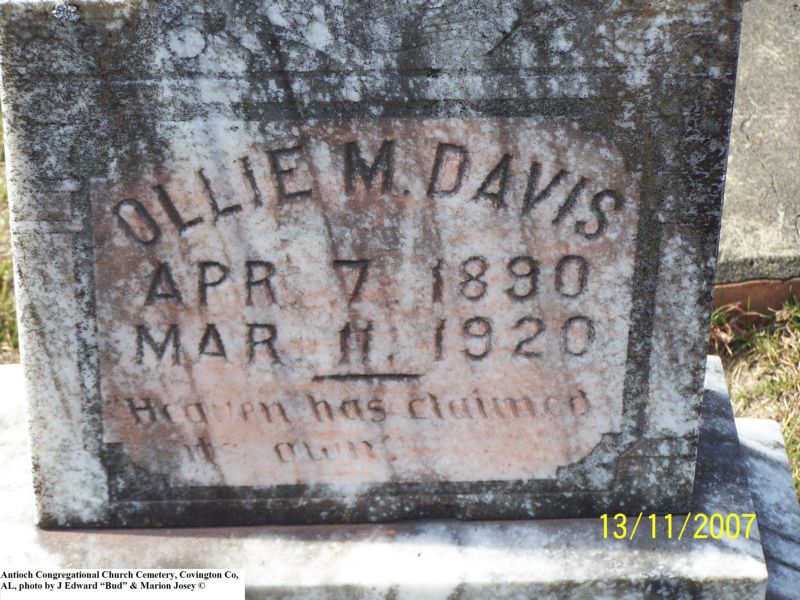 OLLIE M. DAVIS
APR 7. 1890
MAR 11. 1920
"Heaven has claimed
its own."
13/11/2007
Antioch Congregational Church Cemetery, Covington Co,
AL, photo by J Edward “Bud” & Marion Josey ©